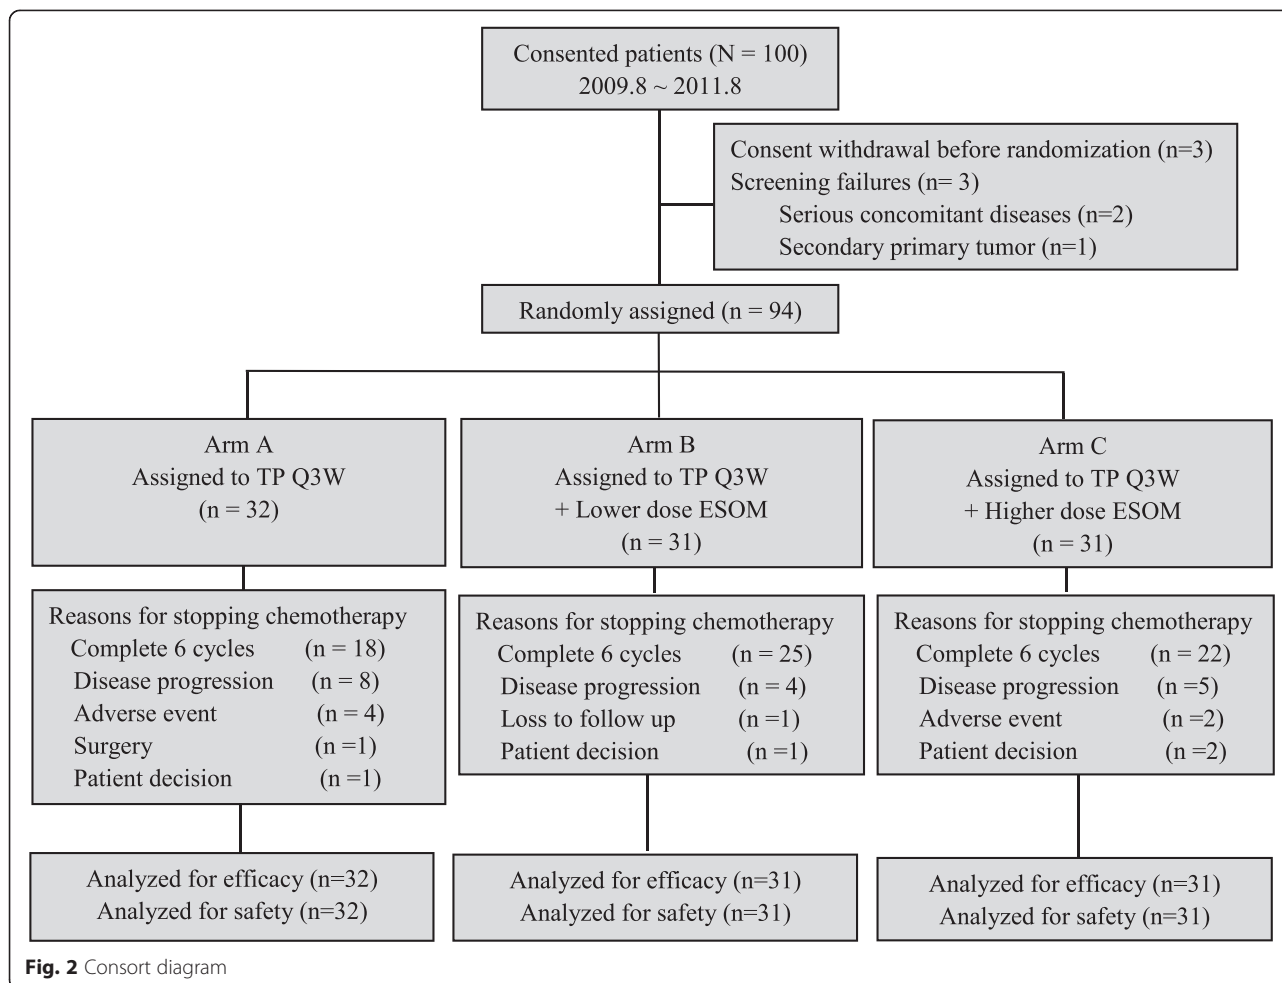 Consented patients (N = 100)
2009.8 ~ 2011.8
Consent withdrawal before randomization (n=3)
Screening failures (n= 3)
Serious concomitant diseases (n=2)
Secondary primary tumor (n=1)
Randomly assigned (n = 94)
Arm A
Assigned to TP Q3W
(n = 32)
Arm B
Assigned to TP Q3W
+ Lower dose ESOM
(n = 31)
Arm C
Assigned to TP Q3W
+ Higher dose ESOM
(n = 31)
Reasons for stopping chemotherapy
Complete 6 cycles (n = 18)
Disease progression (n = 8)
Adverse event (n = 4)
Surgery (n =1)
Patient decision (n =1)
Reasons for stopping chemotherapy
Complete 6 cycles (n = 25)
Disease progression (n = 4)
Loss to follow up (n =1)
Patient decision (n =1)
Reasons for stopping chemotherapy
Complete 6 cycles (n = 22)
Disease progression (n =5)
Adverse event (n =2)
Patient decision (n =2)
Analyzed for efficacy (n=32)
Analyzed for safety (n=32)
Analyzed for efficacy (n=31)
Analyzed for safety (n=31)
Analyzed for efficacy (n=31)
Analyzed for safety (n=31)
Fig. 2 Consort diagram